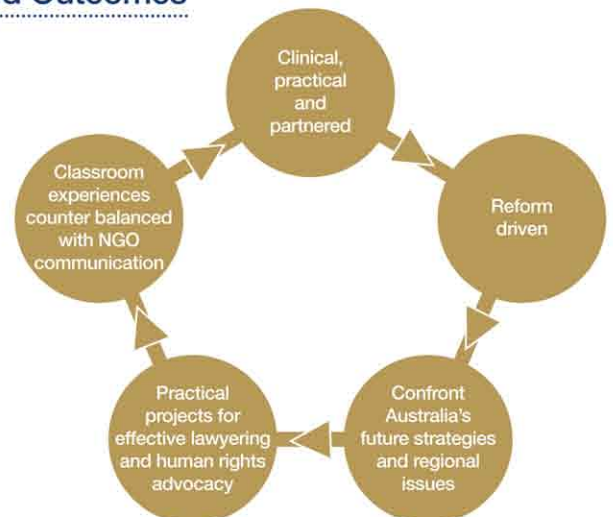 Outcomes
Clinical,
practical
and
partnered
Reform
driven
Confront
Australia's
future strategies
and regional
issues
Practical
projects for
effective lawyering
and human rights
advocacy
Classroom
experiences
counter balanced
with NGO
communication